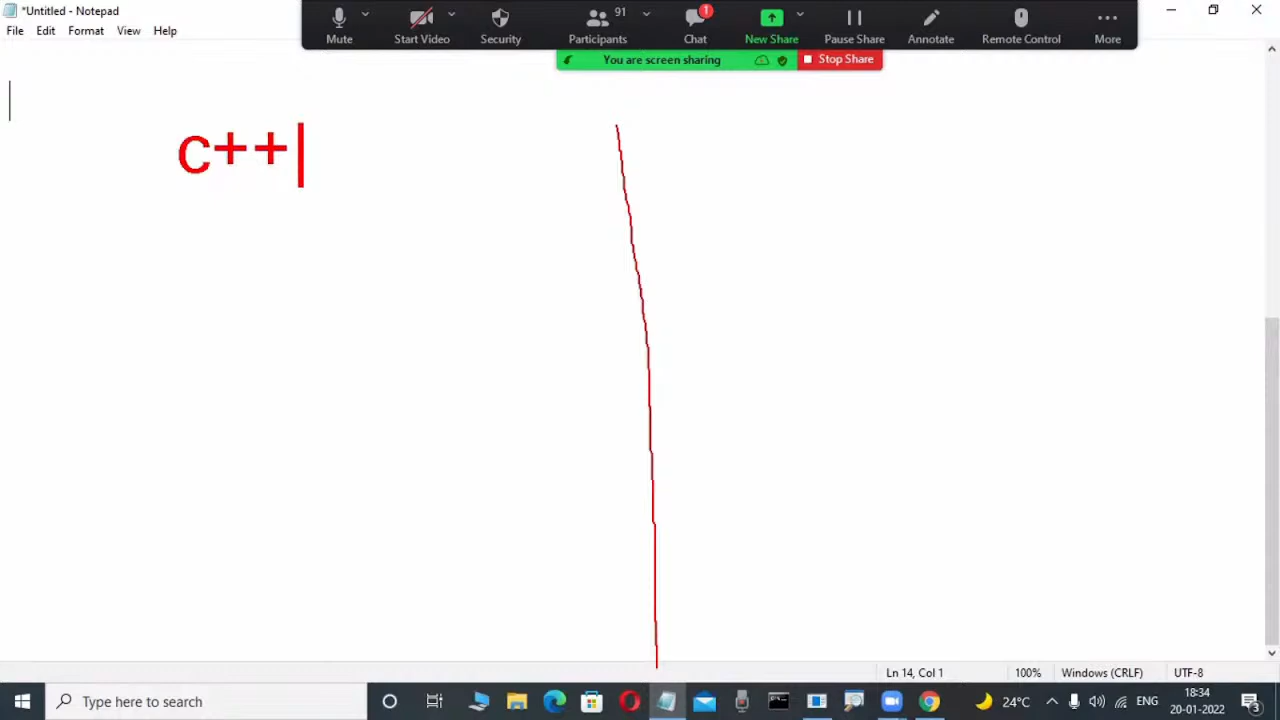 *Untitled - Notepad
File Edit Format View Help
91
1
Mute Start Video Security Participants Chat New Share Pause Share Annotate Remote Control More
You are screen sharing Stop Share
c++
Ln 14, Col 1 100% Windows (CRLF) UTF-8
Type here to search
24°C ENG 18:34
20-01-2022
3